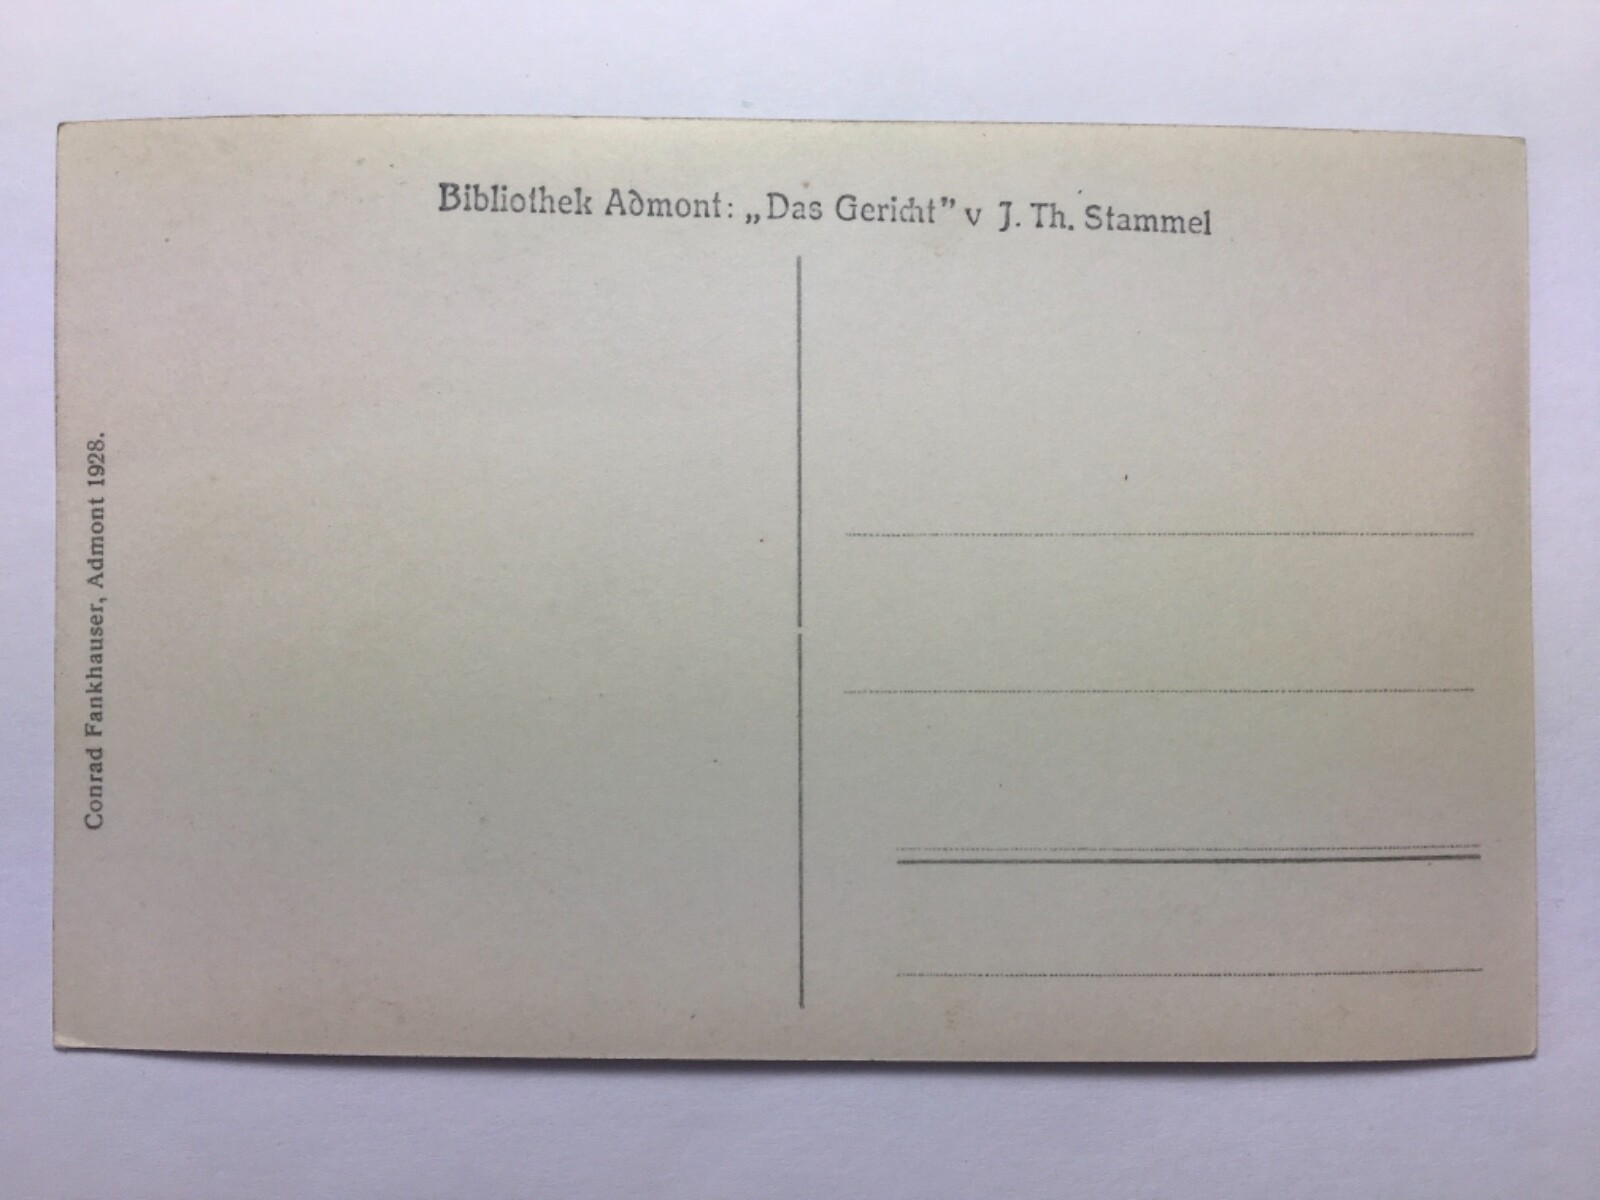 Bibliothek Admont: „Das Gericht” v J. Th. Stammel
Conrad Fankhauser, Admont 1928.